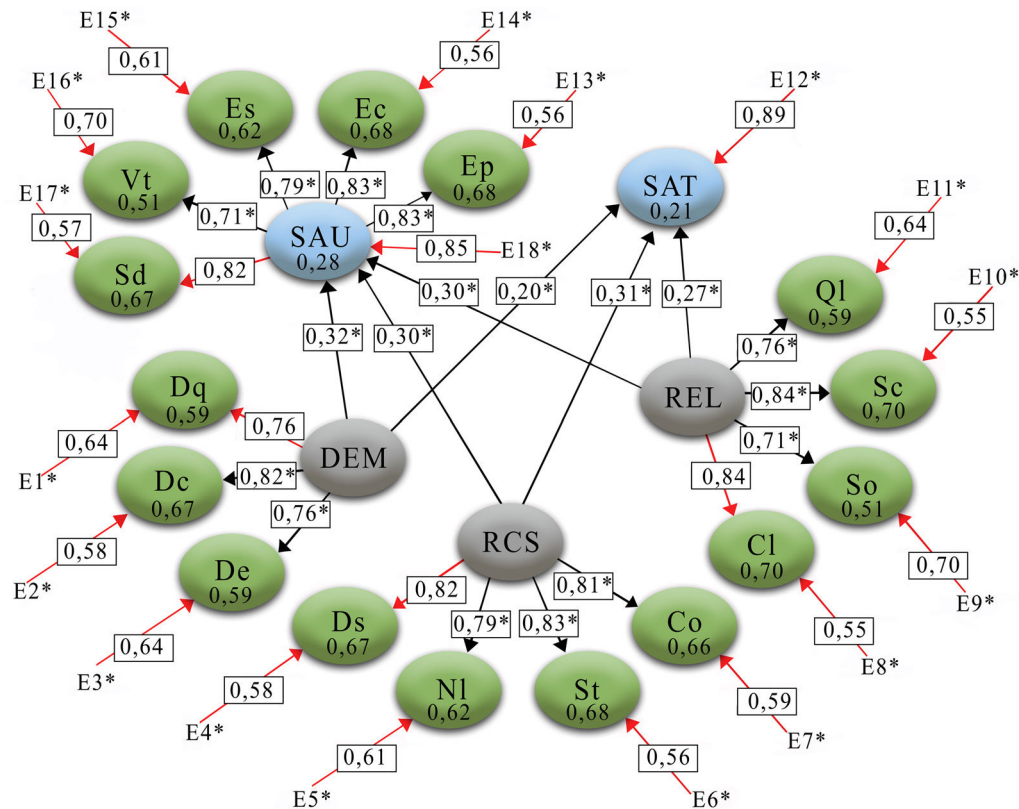 E15*
E14*
0,61
0,56
E16*
Es
0,62
Ec
0,68
E13*
E12*
0,70
0,56
0,89
Vt
0,51
Ep
0,68
SAT
0,21
E17*
0,79*
0,83*
E11*
0,57
0,71*
0,83*
0,64
SAU
0,28
0,85
E18*
Sd
0,67
0,82
E10*
0,30*
0,20*
0,31*
0,27*
Ql
0,59
0,55
0,32*
0,30*
0,76*
Dq
0,59
REL
0,84*
Sc
0,70
0,64
0,76
0,71*
E1*
DEM
0,84
Dc
0,67
0,82*
So
0,51
0,76*
0,58
RCS
Cl
0,70
0,70
E2*
De
0,59
0,82
0,81*
E9*
0,64
Ds
0,67
0,79*
0,83*
Co
0,66
0,55
E8*
E3*
0,58
Nl
0,62
St
0,68
0,59
E4*
E7*
0,61
0,56
E5*
E6*